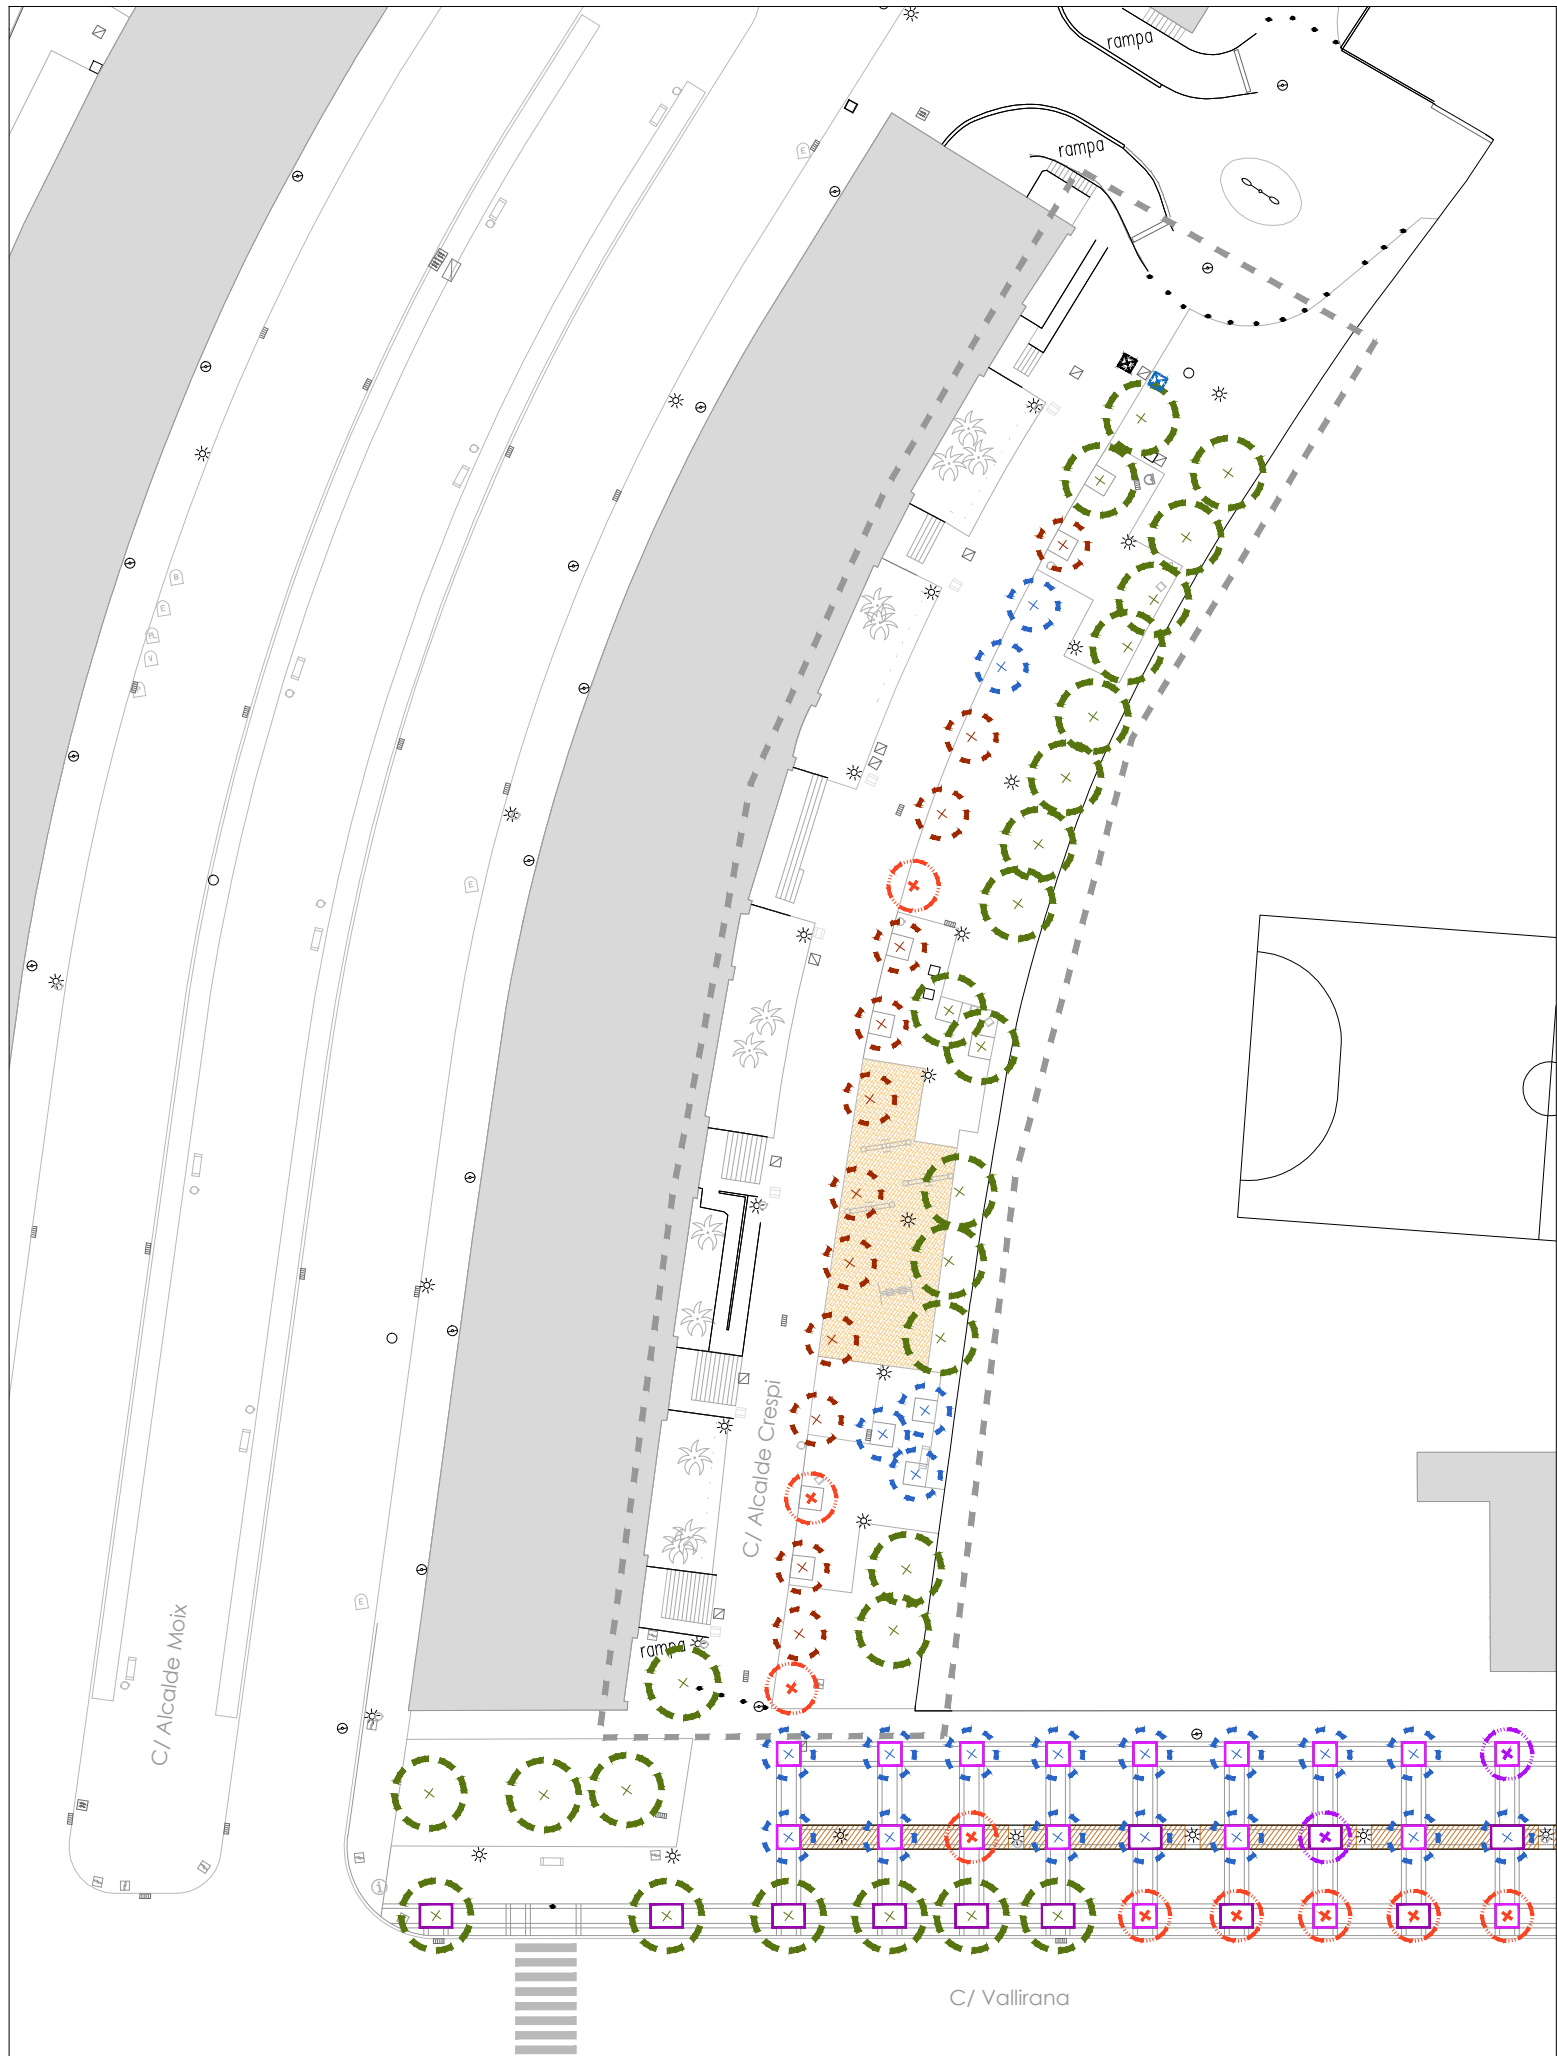 rampa
rampa
E
B
E
V
E
C/ Alcalde Crespi
E
rampa
C/ Alcalde Moix
C/ Vallirana